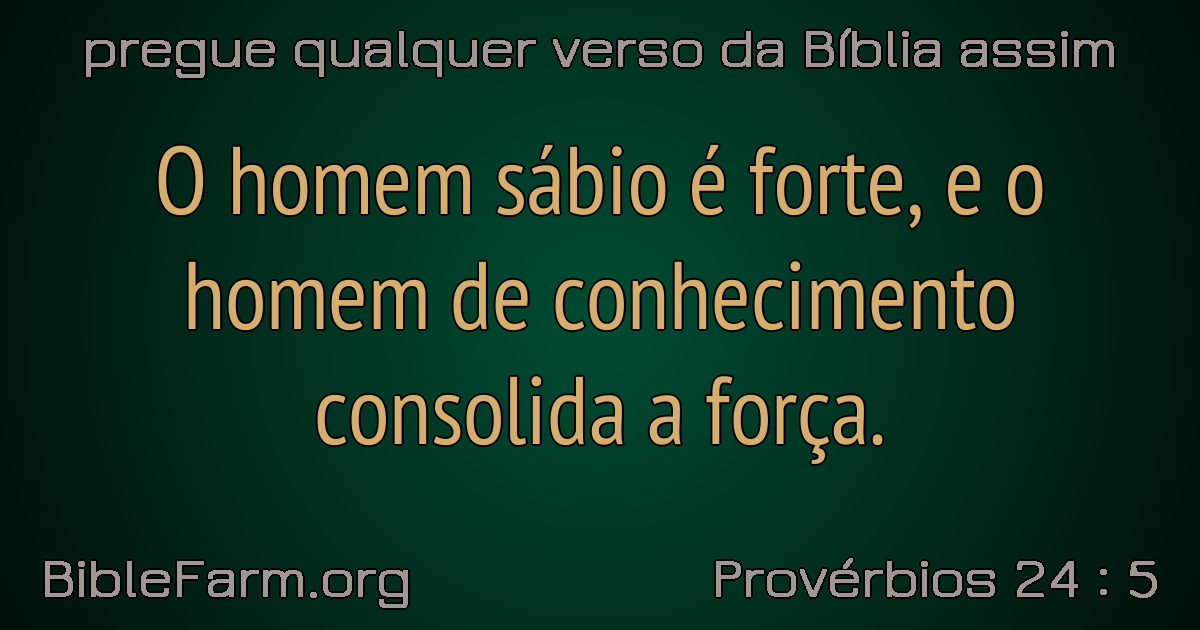 pregue qualquer verso da Bíblia assim
O homem sábio é forte, e o
homem de conhecimento
consolida a força.
BibleFarm.org
Provérbios 24 : 5